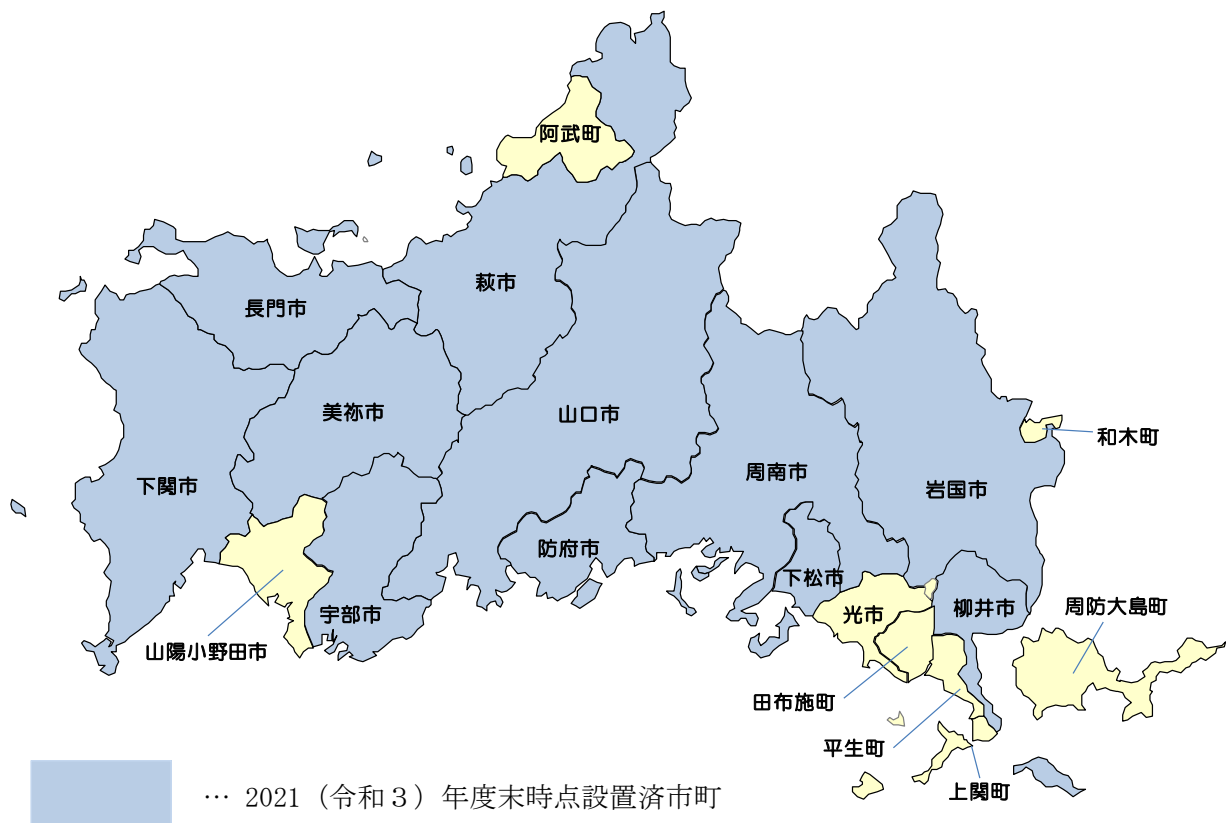 阿武町
萩市
長門市
美祢市
山口市
和木町
下関市
周南市
岩国市
防府市
下松市
宇部市
光市
柳井市
周防大島町
山陽小野田市
田布施町
平生町
上関町
… 2021（令和３）年度末時点設置済市町